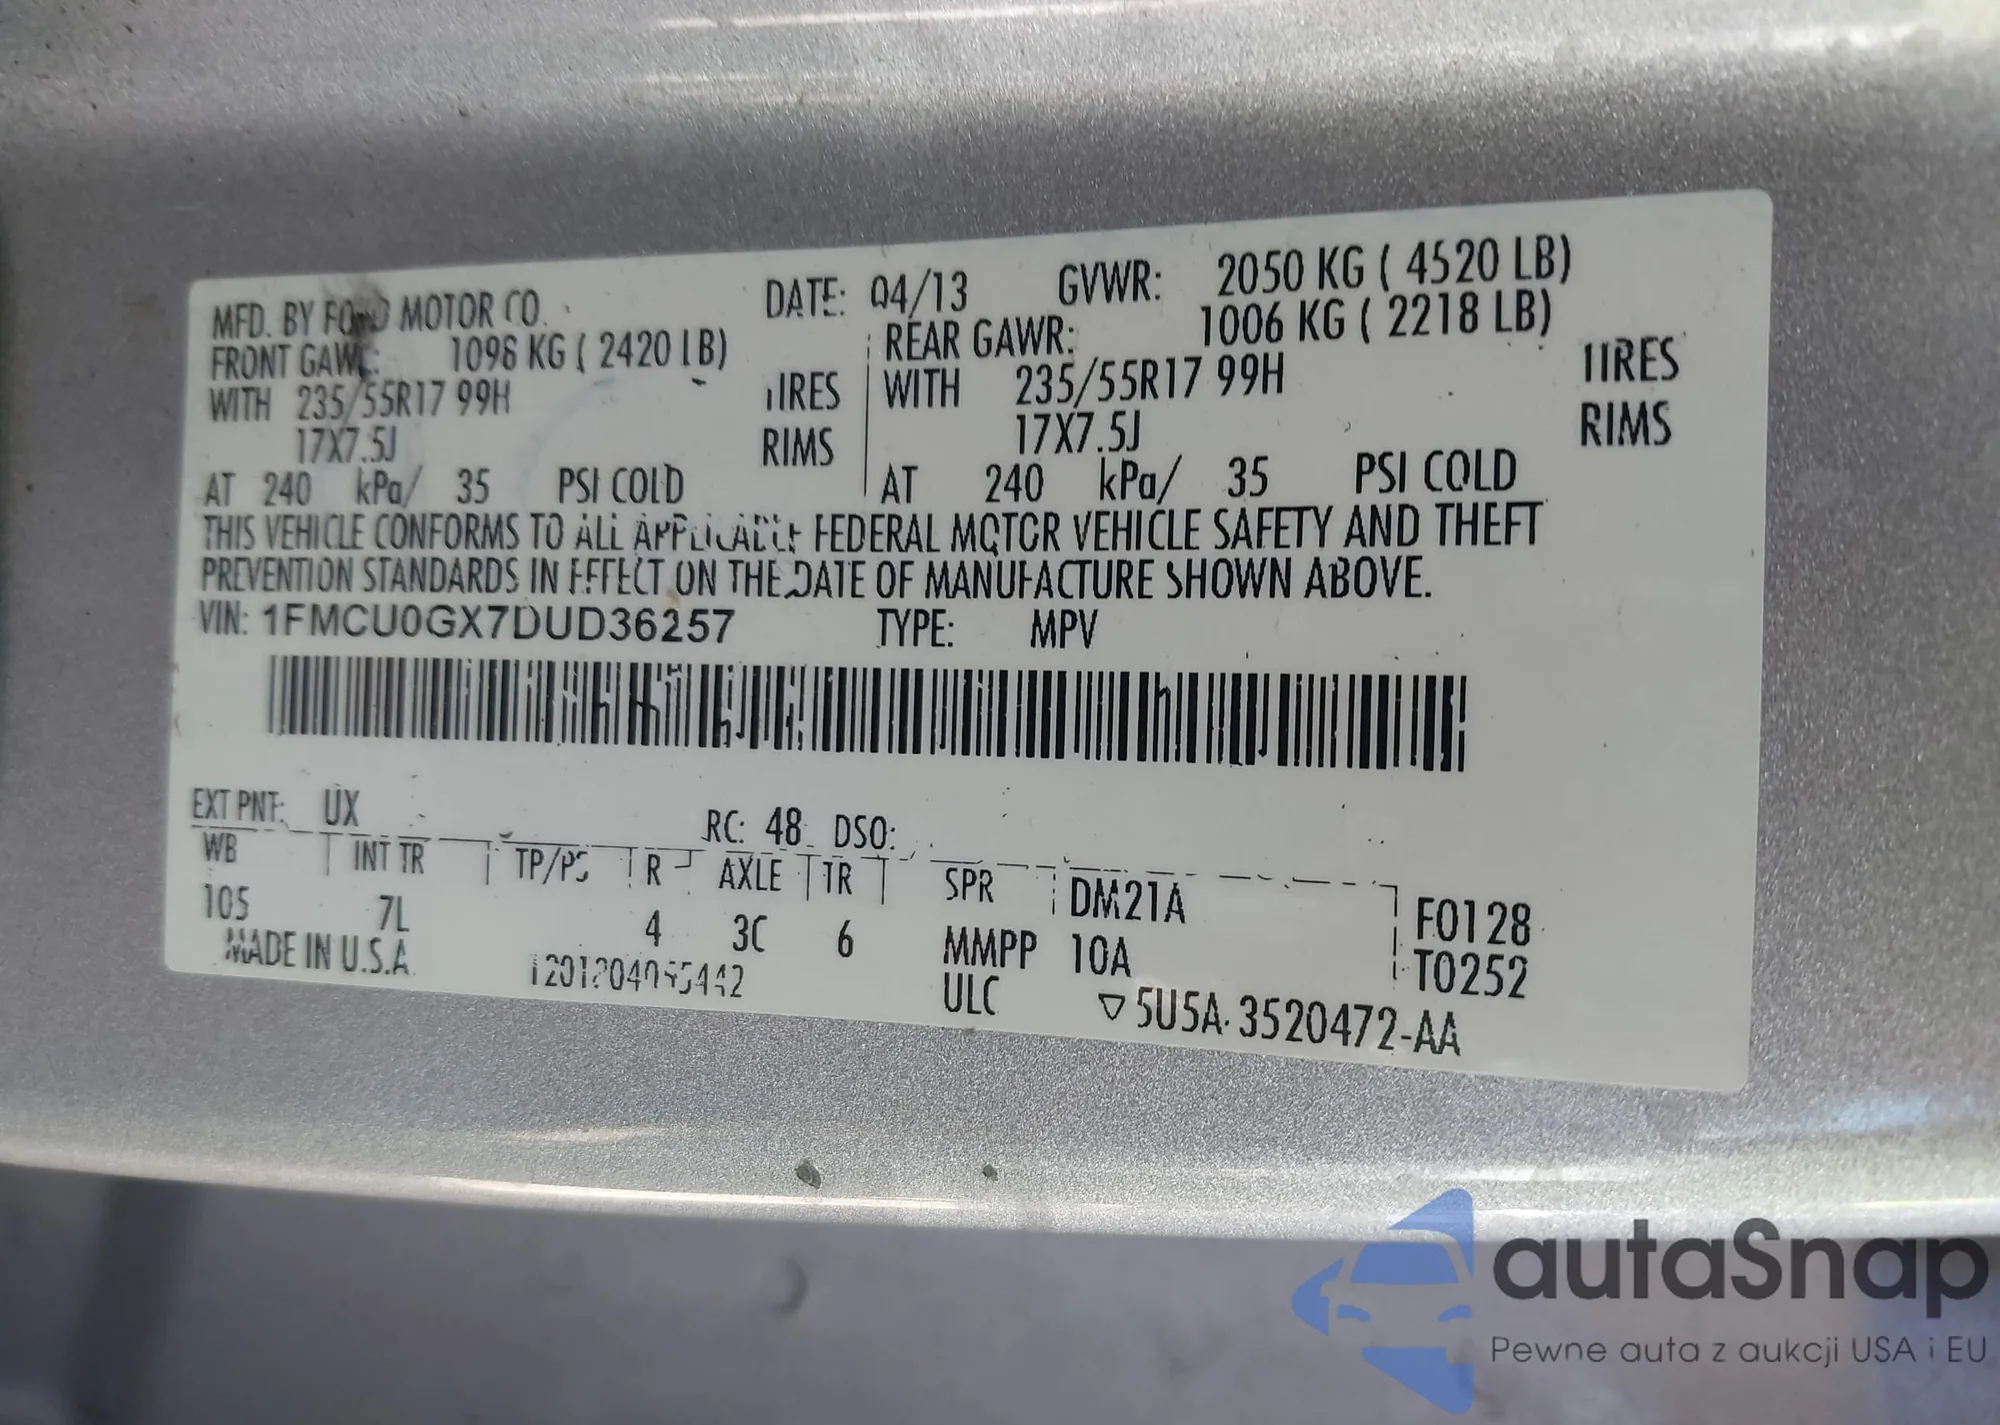 MFD. BY FORD MOTOR CO. DATE: 04/13 GVWR: 2050 KG ( 4520 LB)
FRONT GAWR: 1098 KG ( 2420 LB) REAR GAWR: 1006 KG ( 2218 LB)
WITH 235/55R17 99H TIRES WITH 235/55R17 99H TIRES
17X7.5J RIMS 17X7.5J RIMS
AT 240 kPa/ 35 PSI COLD AT 240 kPa/ 35 PSI COLD
THIS VEHICLE CONFORMS TO ALL APPLICABLE FEDERAL MOTOR VEHICLE SAFETY AND THEFT
PREVENTION STANDARDS IN EFFECT ON THE DATE OF MANUFACTURE SHOWN ABOVE.
VIN: 1FMCU0GX7DUD36257 TYPE: MPV
EXT PNT: UX RC: 48 DSO:
WB INT TR TP/PS R AXLE TR SPR DM21A F0128
105 7L 4 3C 6 MMPP 10A T0252
MADE IN U.S.A. ULC ▽5U5A-3520472-AA
autaSnap
Pewne auta z aukcji USA i EU